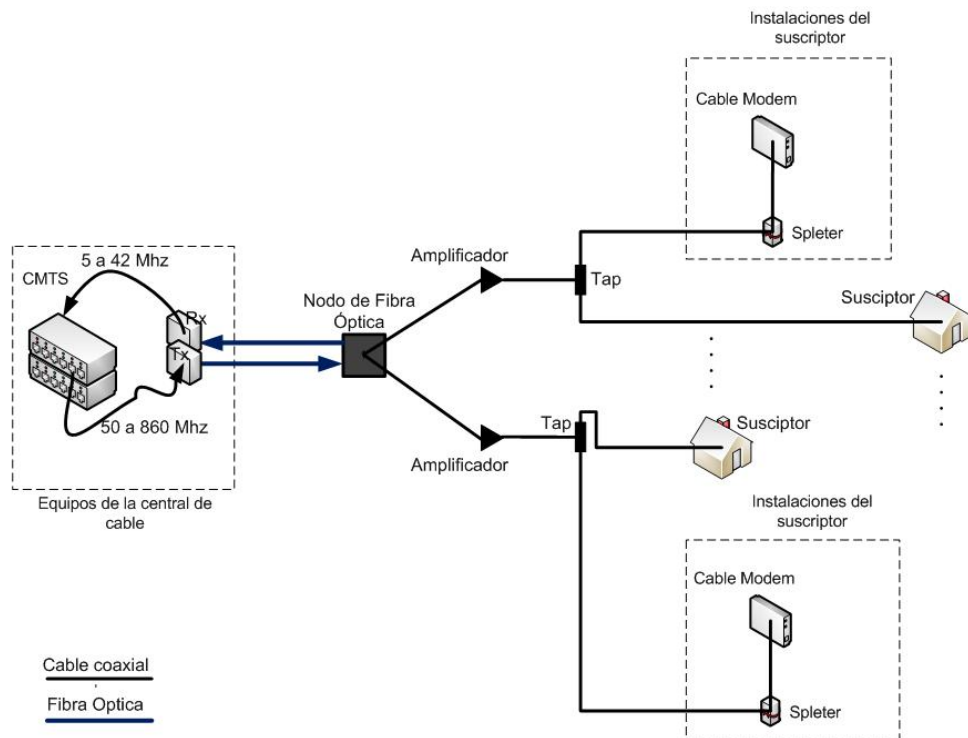 Instalaciones del
suscriptor
Cable Modem
Spleter
Amplificador
Tap
Susciptor
5 a 42 Mhz
CMTS
Rx
Tx
50 a 860 Mhz
Equipos de la central de
cable
Nodo de Fibra
Óptica
Tap
Susciptor
Amplificador
Instalaciones del
suscriptor
Cable Modem
Spleter
Cable coaxial
Fibra Optica